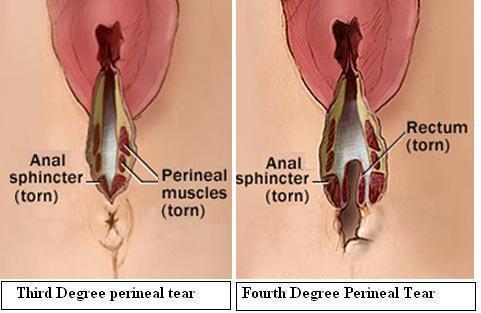 Anal
sphincter
(torn)
Perineal
muscles
(torn)
Third Degree perineal tear
Rectum
(torn)
Anal
sphincter
(torn)
Fourth Degree Perineal Tear